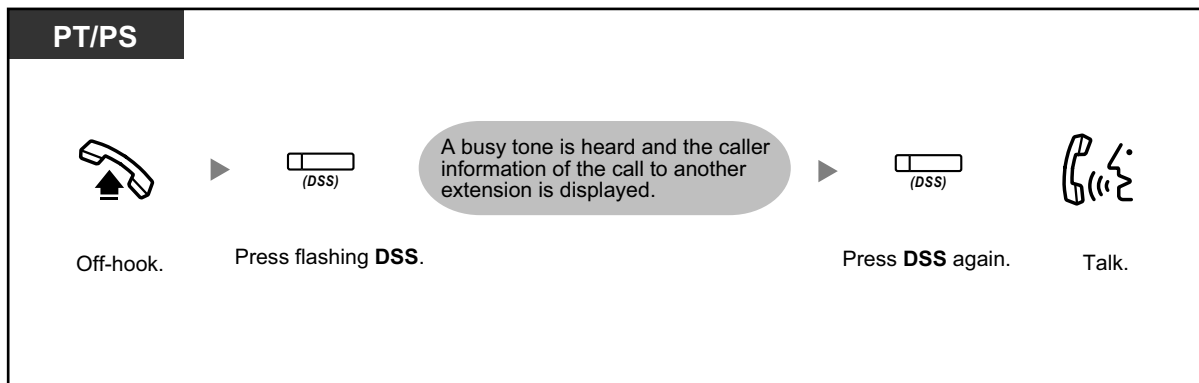 PT/PS
(DSS)
A busy tone is heard and the caller
information of the call to another
extension is displayed.
(DSS)
Off-hook.
Press flashing DSS.
Press DSS again.
Talk.